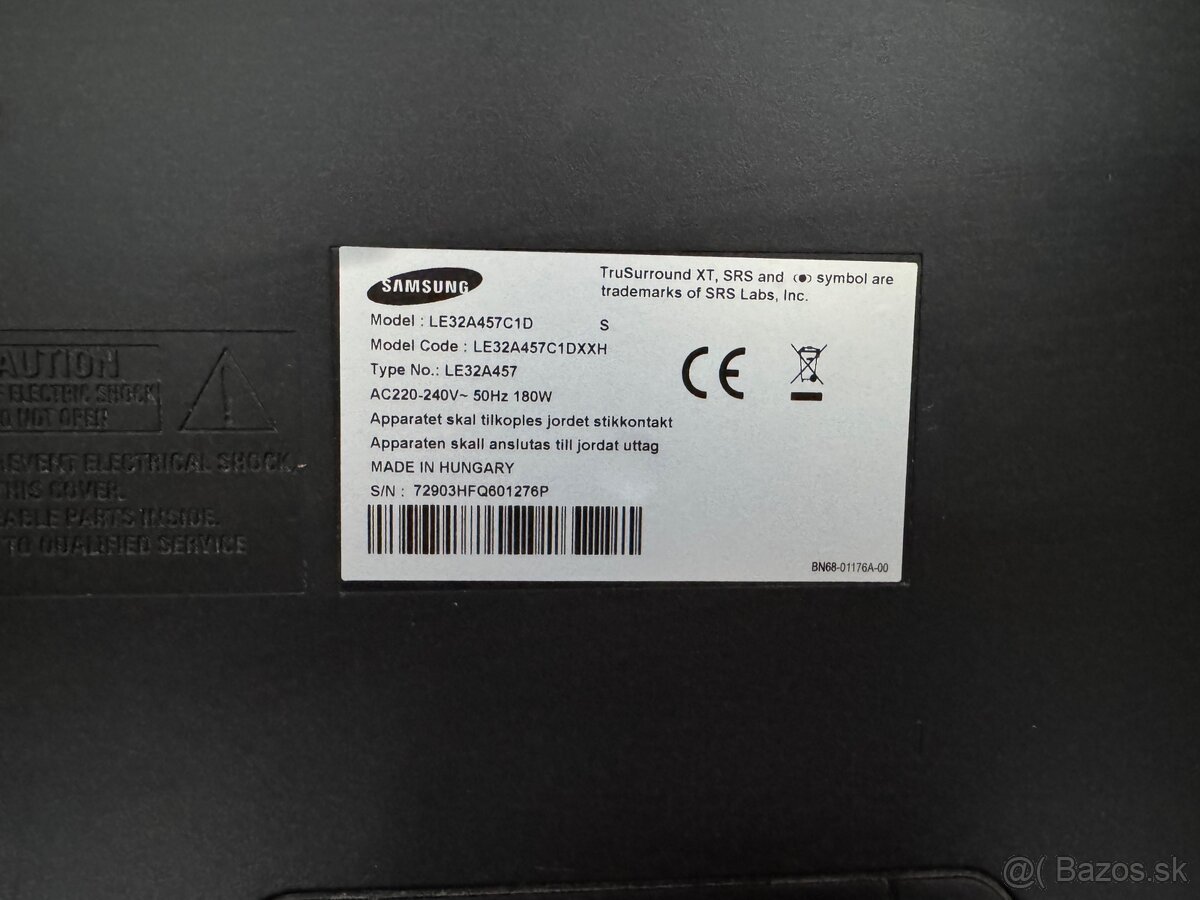 SAMSUNG
TruSurround XT, SRS and (●) symbol are
trademarks of SRS Labs, Inc.
Model : LE32A457C1D S
Model Code : LE32A457C1DXXH
Type No.: LE32A457
AC220-240V~ 50Hz 180W
Apparatet skal tilkoples jordet stikkontakt
Apparaten skall anslutas till jordat uttag
MADE IN HUNGARY
S/N : 72903HFQ601276P
CE
BN68-01176A-00
AUTION
ELECTRIC SHOCK
NOT OPEN
EVENT ELECTRICAL SHOCK,
THIS COVER.
ABLE PARTS INSIDE.
TO QUALIFIED SERVICE
@( Bazos.sk